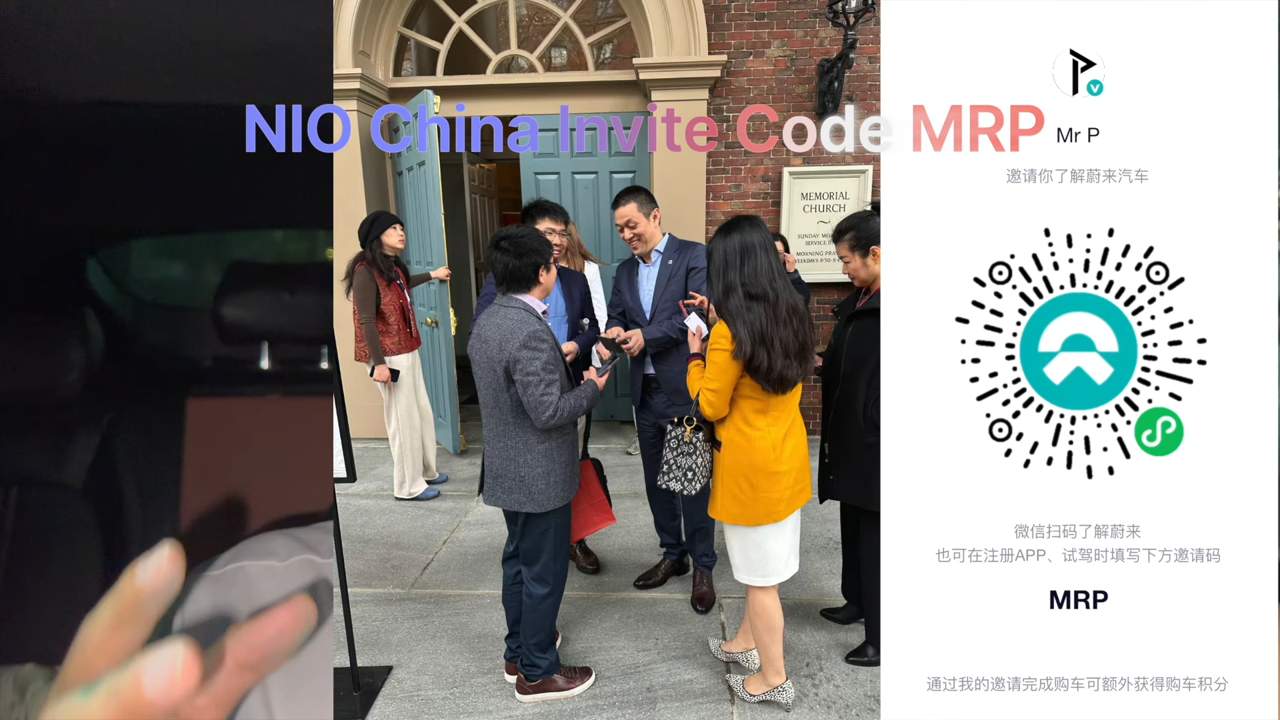 NIO China Invite Code MRP
MEMORIAL
CHURCH
Mr P
邀请你了解蔚来汽车
微信扫码了解蔚来
也可在注册APP、试驾时填写下方邀请码
MRP
通过我的邀请完成购车可额外获得购车积分